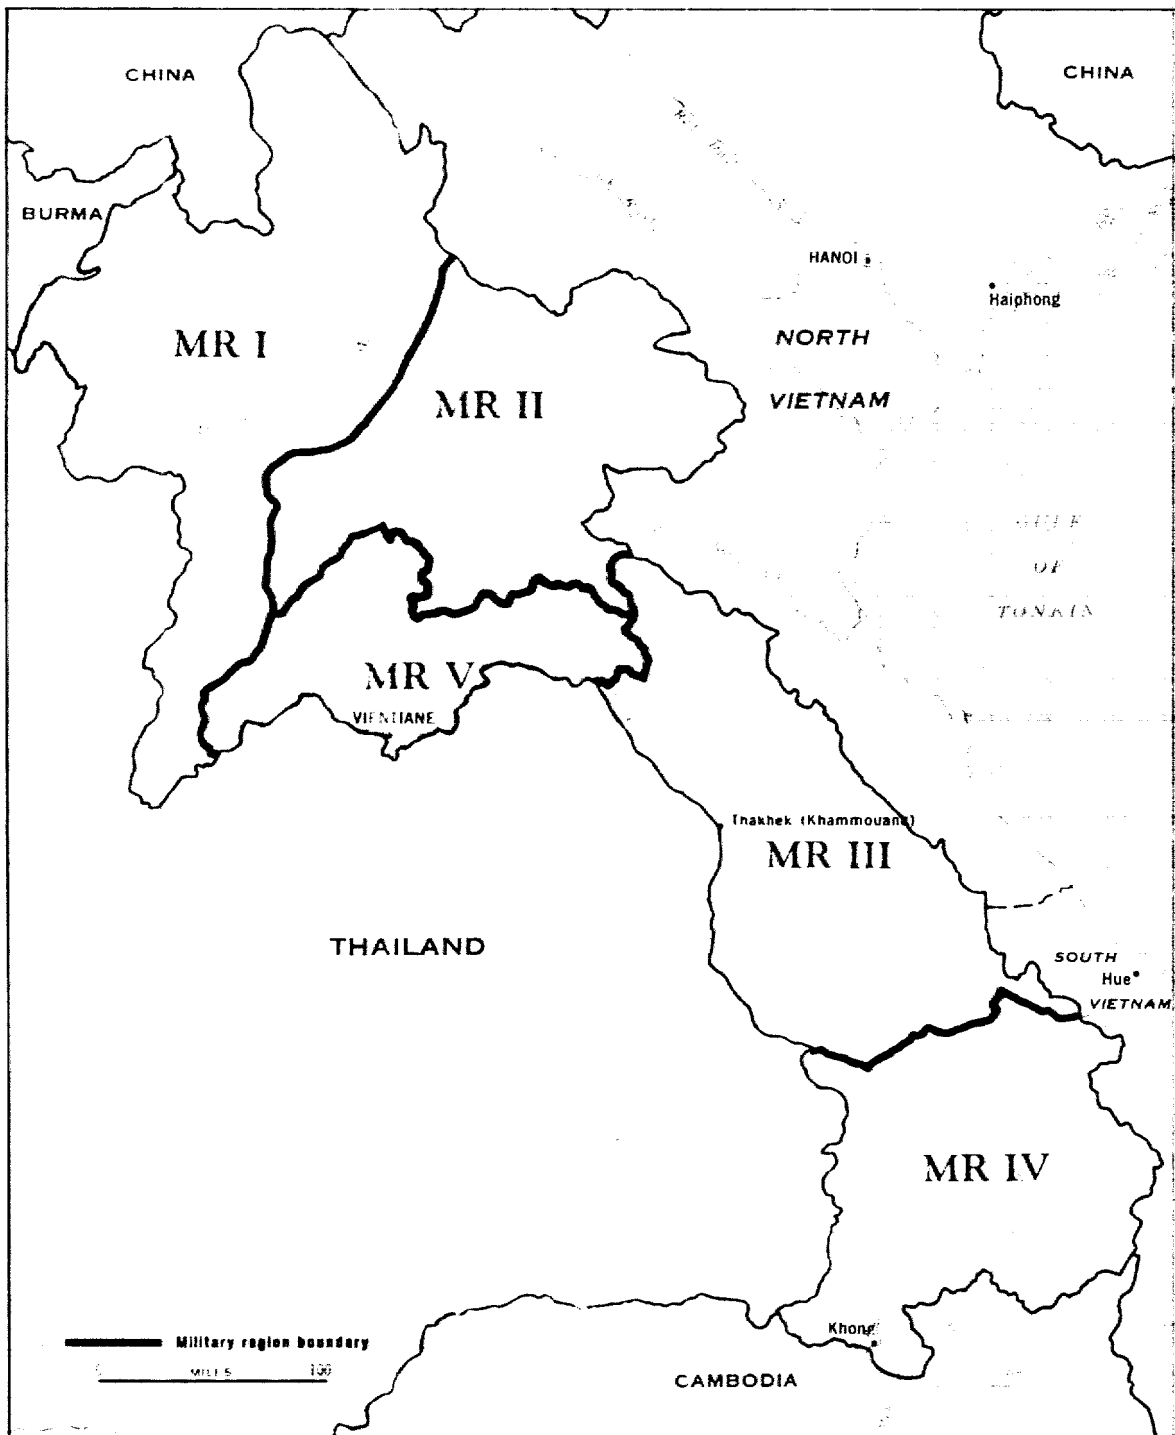 CHINA
CHINA
BURMA
HANOI
Haiphong
MR I
NORTH
VIETNAM
MR II
GULF
OF
TONKIN
MR V
VIENTIANE
Thakhek (Khammouane)
MR III
THAILAND
SOUTH
Hue
VIETNAM
MR IV
Khong
Military region boundary
0 MILES 100
CAMBODIA